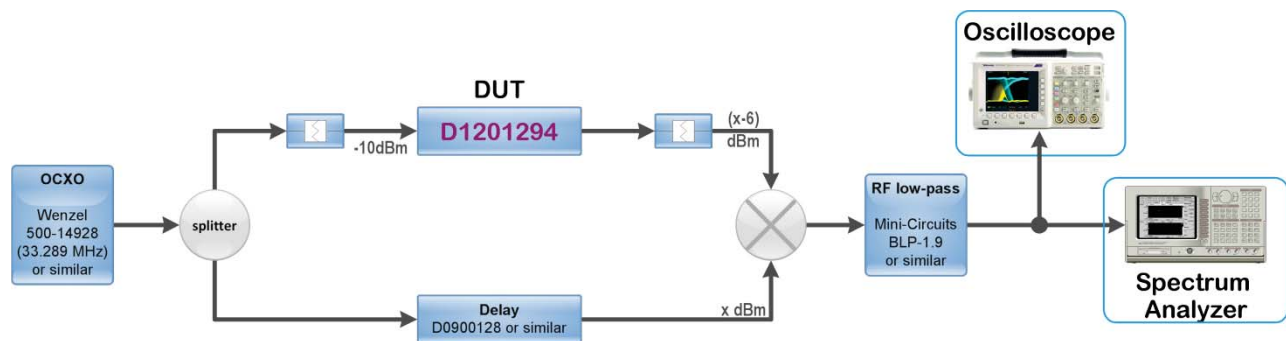 Oscilloscope
DUT
D1201294
-10dBm
(x-6)
dBm
OCXO
Wenzel
500-14928
(33.289 MHz)
or similar
splitter
RF low-pass
Mini-Circuits
BLP-1.9
or similar
Delay
D0900128 or similar
x dBm
Spectrum
Analyzer